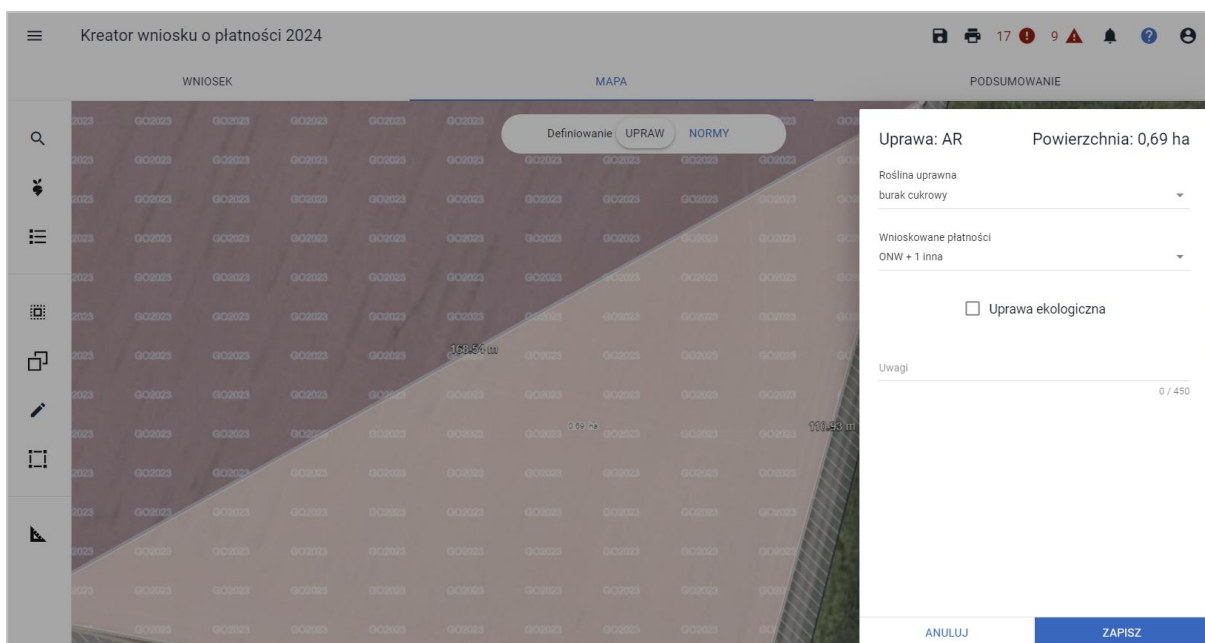 Kreator wniosku o płatności 2024
17
9
WNIOSEK
MAPA
PODSUMOWANIE
Definiowanie UPRAW NORMY
Uprawa: AR
Powierzchnia: 0,69 ha
Roślina uprawna
burak cukrowy
Wnioskowane płatności
ONW + 1 inna
Uprawa ekologiczna
Uwagi
0 / 450
168.54 m
0.69 ha
110.93 m
GO2023
ANULUJ
ZAPISZ